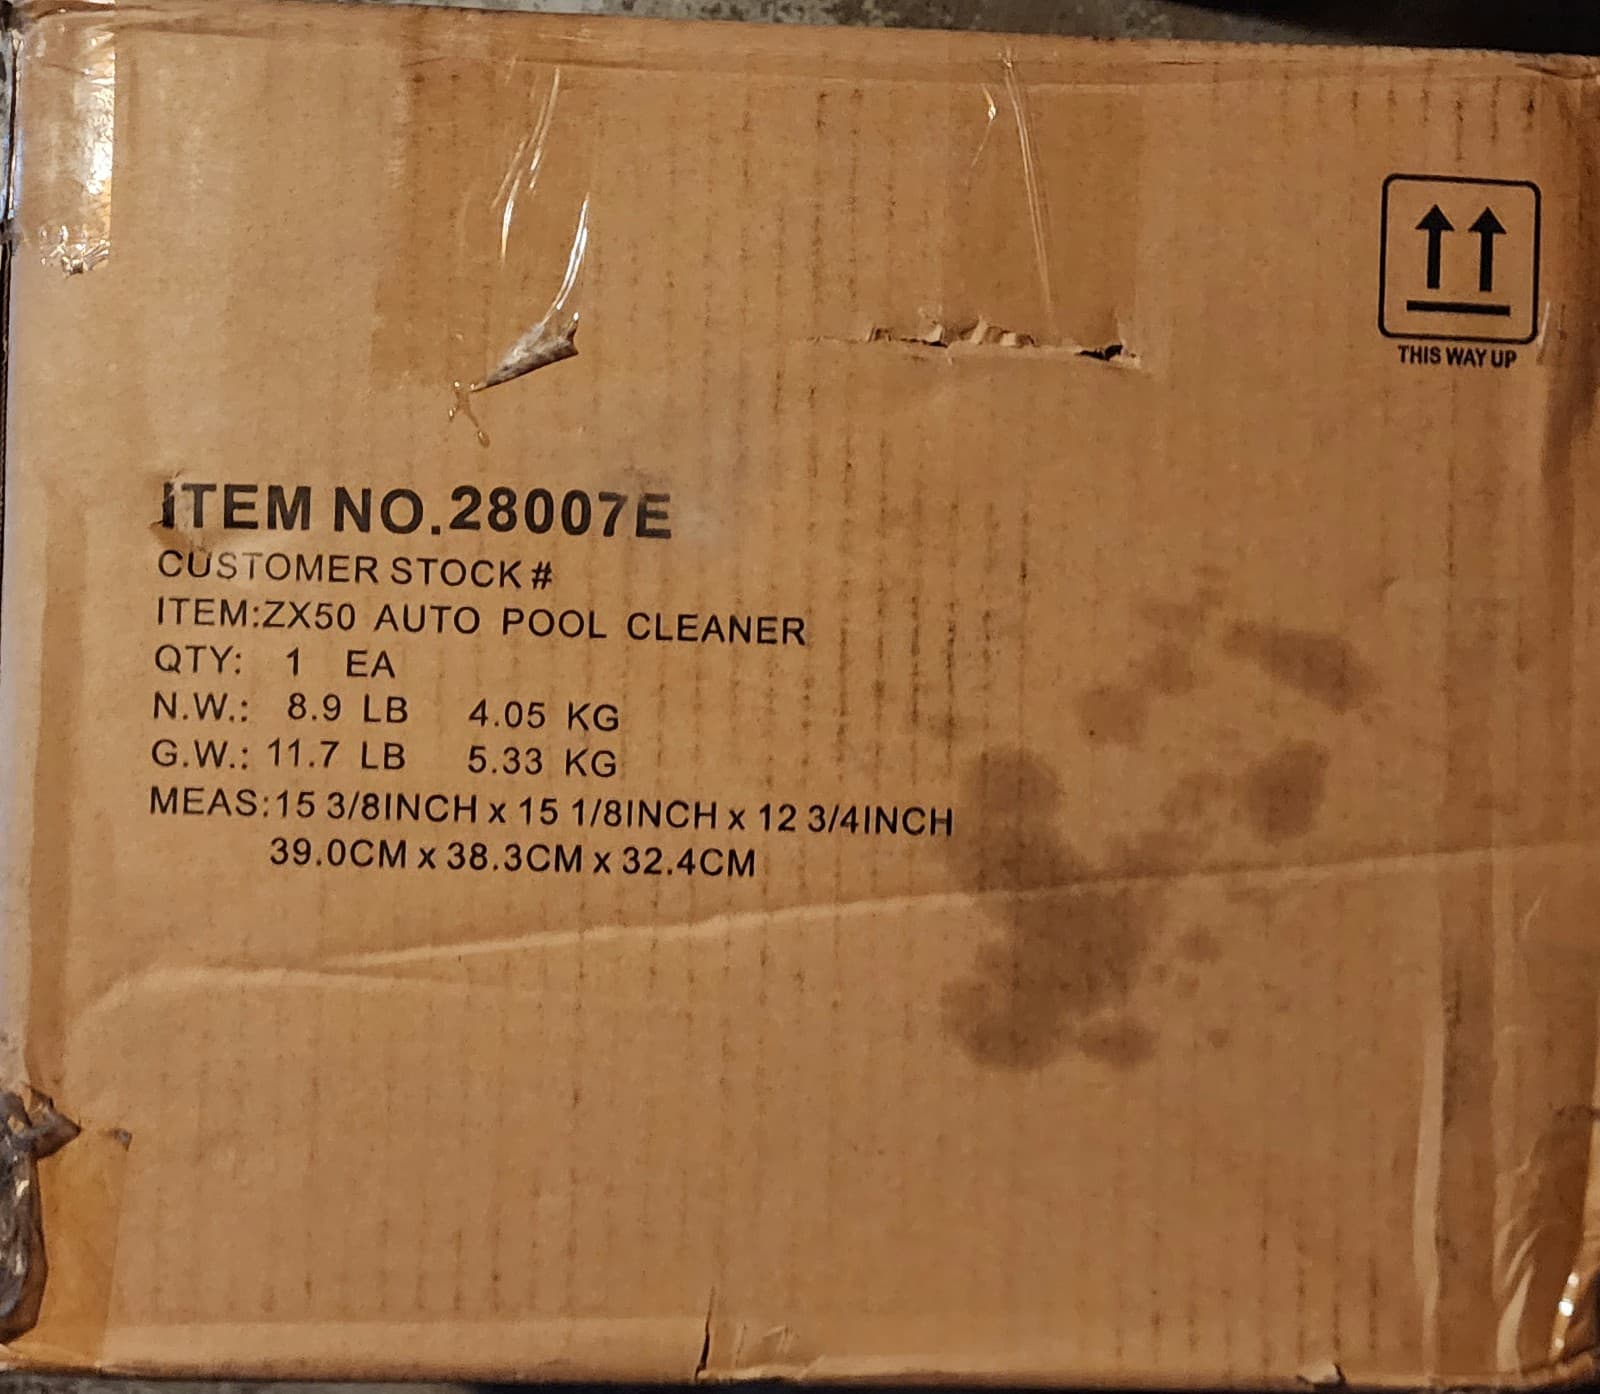 THIS WAY UP
ITEM NO.28007E
CUSTOMER STOCK #
ITEM:ZX50 AUTO POOL CLEANER
QTY: 1 EA
N.W.: 8.9 LB 4.05 KG
G.W.: 11.7 LB 5.33 KG
MEAS:15 3/8INCH x 15 1/8INCH x 12 3/4INCH
39.0CM x 38.3CM x 32.4CM